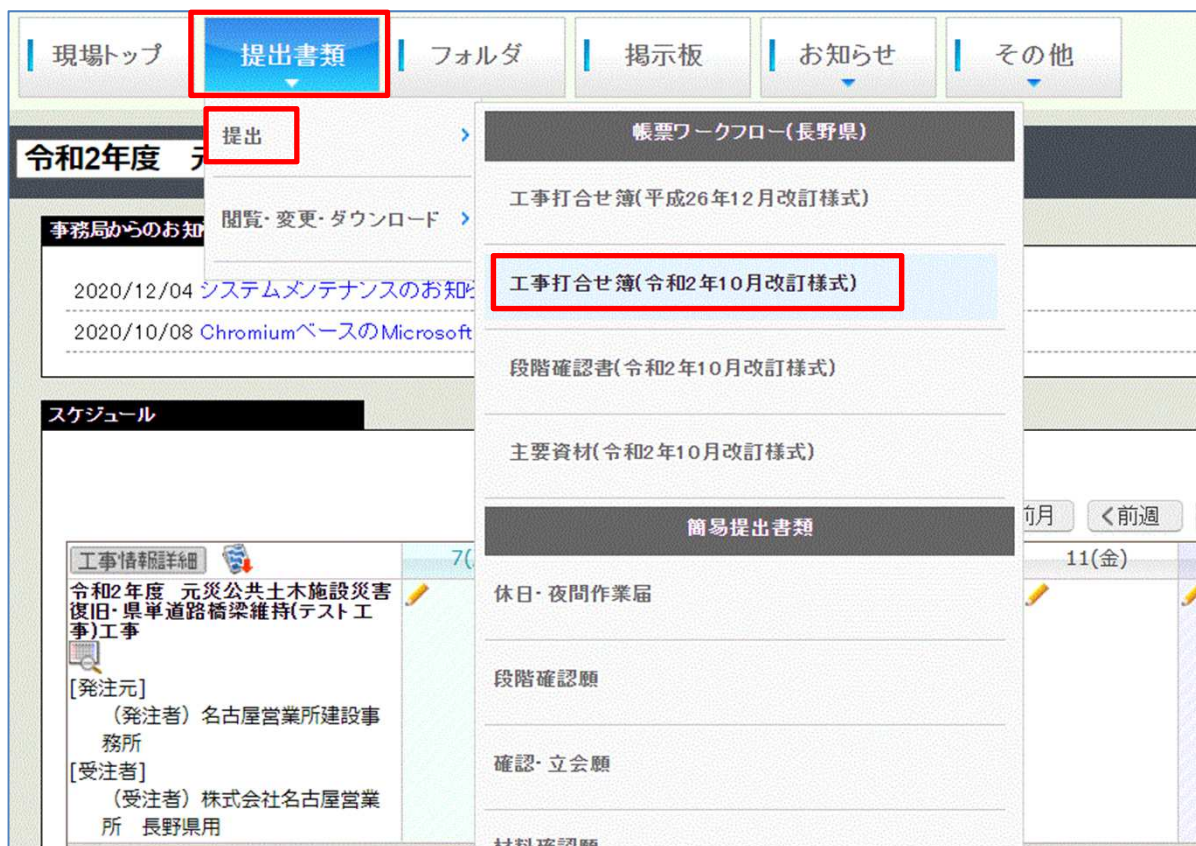 現場トップ
提出書類
フォルダ
掲示板
お知らせ
その他
提出
閲覧・変更・ダウンロード
帳票ワークフロー(長野県)
工事打合せ簿(平成26年12月改訂様式)
工事打合せ簿(令和2年10月改訂様式)
段階確認書(令和2年10月改訂様式)
主要資材(令和2年10月改訂様式)
簡易提出書類
休日・夜間作業届
段階確認願
確認・立会願
材料確認願
令和2年度
事務局からのお知
2020/12/04 システムメンテナンスのお知
2020/10/08 ChromiumベースのMicrosoft
スケジュール
前月
<前週
工事情報詳細
7(
11(金)
令和2年度 元災公共土木施設災害
復旧・県単道路橋梁維持(テスト工
事)工事
[発注元]
(発注者) 名古屋営業所建設事
務所
[受注者]
(受注者) 株式会社名古屋営業
所 長野県用